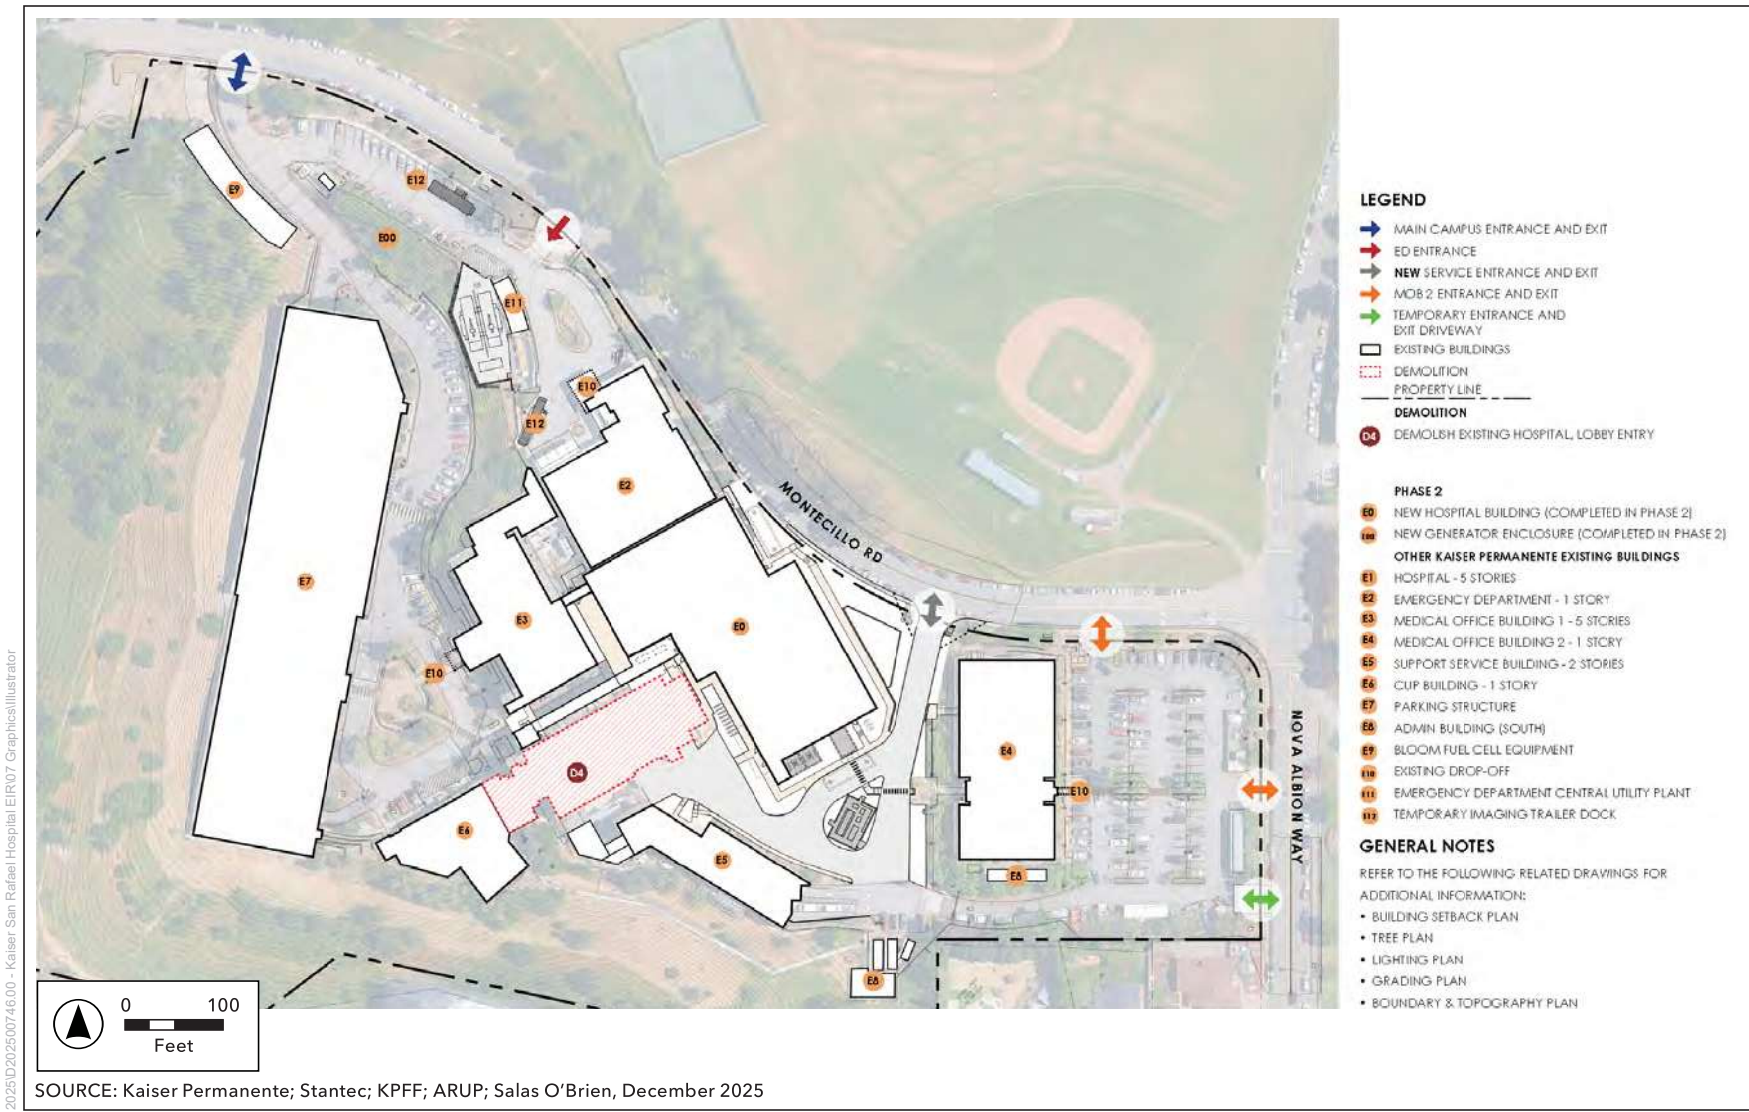 E9
E12
E00
E11
E10
E12
E2
MONTECILLO RD
E7
E3
E0
E10
D4
E4
E10
E6
E5
E8
E8
NOVA ALBION WAY
LEGEND
MAIN CAMPUS ENTRANCE AND EXIT
ED ENTRANCE
NEW SERVICE ENTRANCE AND EXIT
MOB 2 ENTRANCE AND EXIT
TEMPORARY ENTRANCE AND
EXIT DRIVEWAY
EXISTING BUILDINGS
DEMOLITION
PROPERTY LINE
DEMOLITION
D4 DEMOLISH EXISTING HOSPITAL, LOBBY ENTRY
PHASE 2
E0 NEW HOSPITAL BUILDING (COMPLETED IN PHASE 2)
E00 NEW GENERATOR ENCLOSURE (COMPLETED IN PHASE 2)
OTHER KAISER PERMANENTE EXISTING BUILDINGS
E1 HOSPITAL - 5 STORIES
E2 EMERGENCY DEPARTMENT - 1 STORY
E3 MEDICAL OFFICE BUILDING 1 - 5 STORIES
E4 MEDICAL OFFICE BUILDING 2 - 1 STORY
E5 SUPPORT SERVICE BUILDING - 2 STORIES
E6 CUP BUILDING - 1 STORY
E7 PARKING STRUCTURE
E8 ADMIN BUILDING (SOUTH)
E9 BLOOM FUEL CELL EQUIPMENT
E10 EXISTING DROP-OFF
E11 EMERGENCY DEPARTMENT CENTRAL UTILITY PLANT
E12 TEMPORARY IMAGING TRAILER DOCK
GENERAL NOTES
REFER TO THE FOLLOWING RELATED DRAWINGS FOR
ADDITIONAL INFORMATION:
• BUILDING SETBACK PLAN
• TREE PLAN
• LIGHTING PLAN
• GRADING PLAN
• BOUNDARY & TOPOGRAPHY PLAN
0 100
Feet
SOURCE: Kaiser Permanente; Stantec; KPFF; ARUP; Salas O'Brien, December 2025
2025\D202500746.00 - Kaiser San Rafael Hospital EIR\07 Graphics\Illustrator